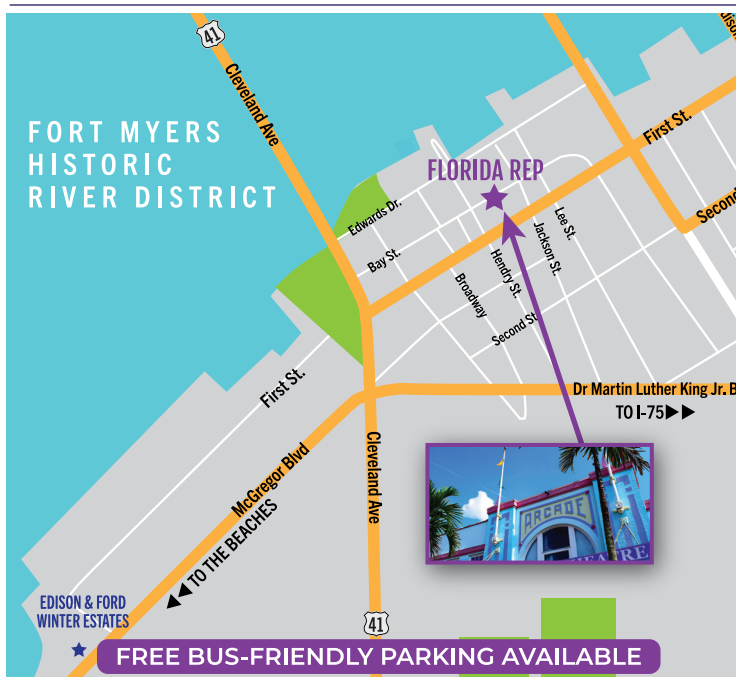 41
Cleveland Ave
FORT MYERS
HISTORIC
RIVER DISTRICT
FLORIDA REP
First St.
Second
Edwards Dr.
Bay St.
Lee St.
Jackson St.
Hendry St.
Broadway
Second St
First St.
Dr Martin Luther King Jr. B
TO I-75
McGregor Blvd
TO THE BEACHES
Cleveland Ave
ARCADE
HEATRE
EDISON & FORD
WINTER ESTATES
41
FREE BUS-FRIENDLY PARKING AVAILABLE